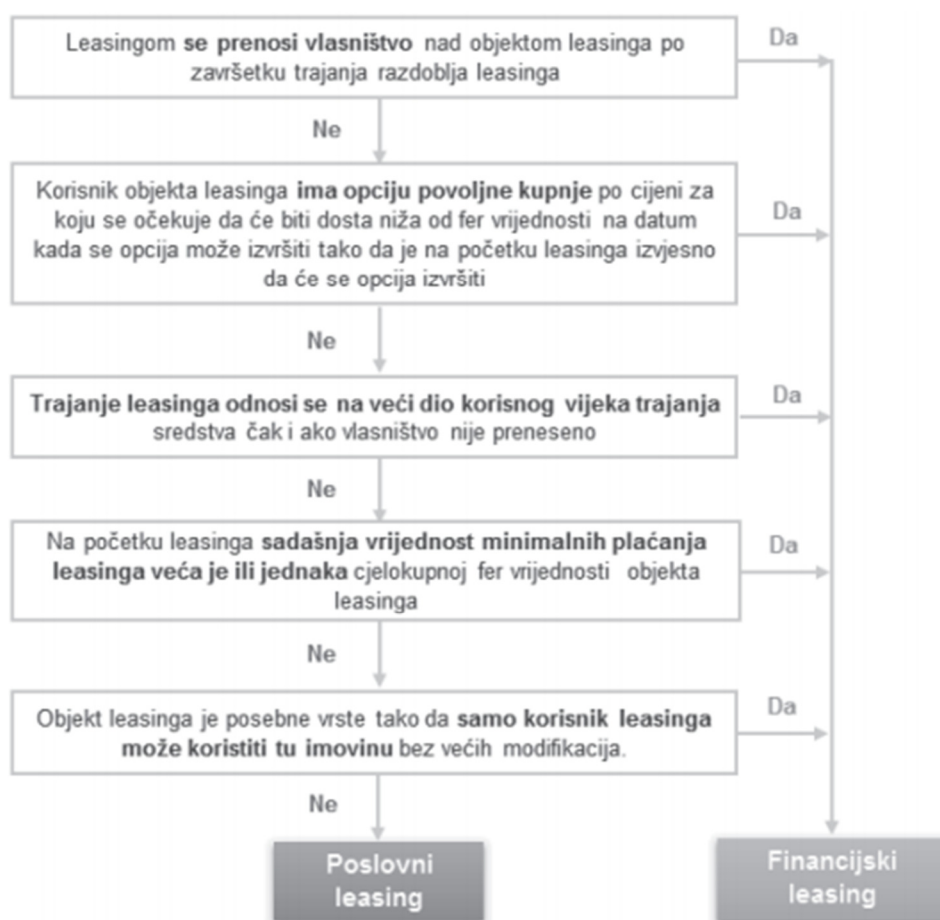 Leasingom se prenosi vlasništvo nad objektom leasinga po
završetku trajanja razdoblja leasinga
Da
Ne
Korisnik objekta leasinga ima opciju povoljne kupnje po cijeni za
koju se očekuje da će biti dosta niža od fer vrijednosti na datum
kada se opcija može izvršiti tako da je na početku leasinga izvjesno
da će se opcija izvršiti
Da
Ne
Trajanje leasinga odnosi se na veći dio korisnog vijeka trajanja
sredstva čak i ako vlasništvo nije preneseno
Da
Ne
Na početku leasinga sadašnja vrijednost minimalnih plaćanja
leasinga veća je ili jednaka cjelokupnoj fer vrijednosti objekta
leasinga
Da
Ne
Objekt leasinga je posebne vrste tako da samo korisnik leasinga
može koristiti tu imovinu bez većih modifikacija.
Da
Ne
Poslovni
leasing
Financijski
leasing